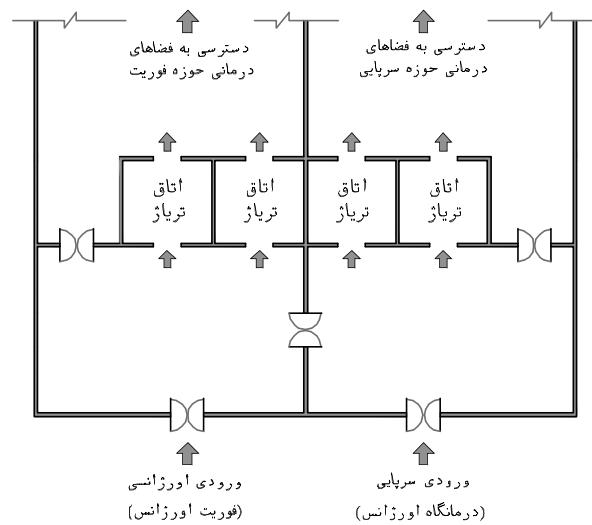 دسترسی به فضاهای
درمانی حوزه سرپایی
دسترسی به فضاهای
درمانی حوزه فوریت
اتاق
تریاژ
اتاق
تریاژ
اتاق
تریاژ
اتاق
تریاژ
ورودی سرپایی
(درمانگاه اورژانس)
ورودی اورژانسی
(فوریت اورژانس)